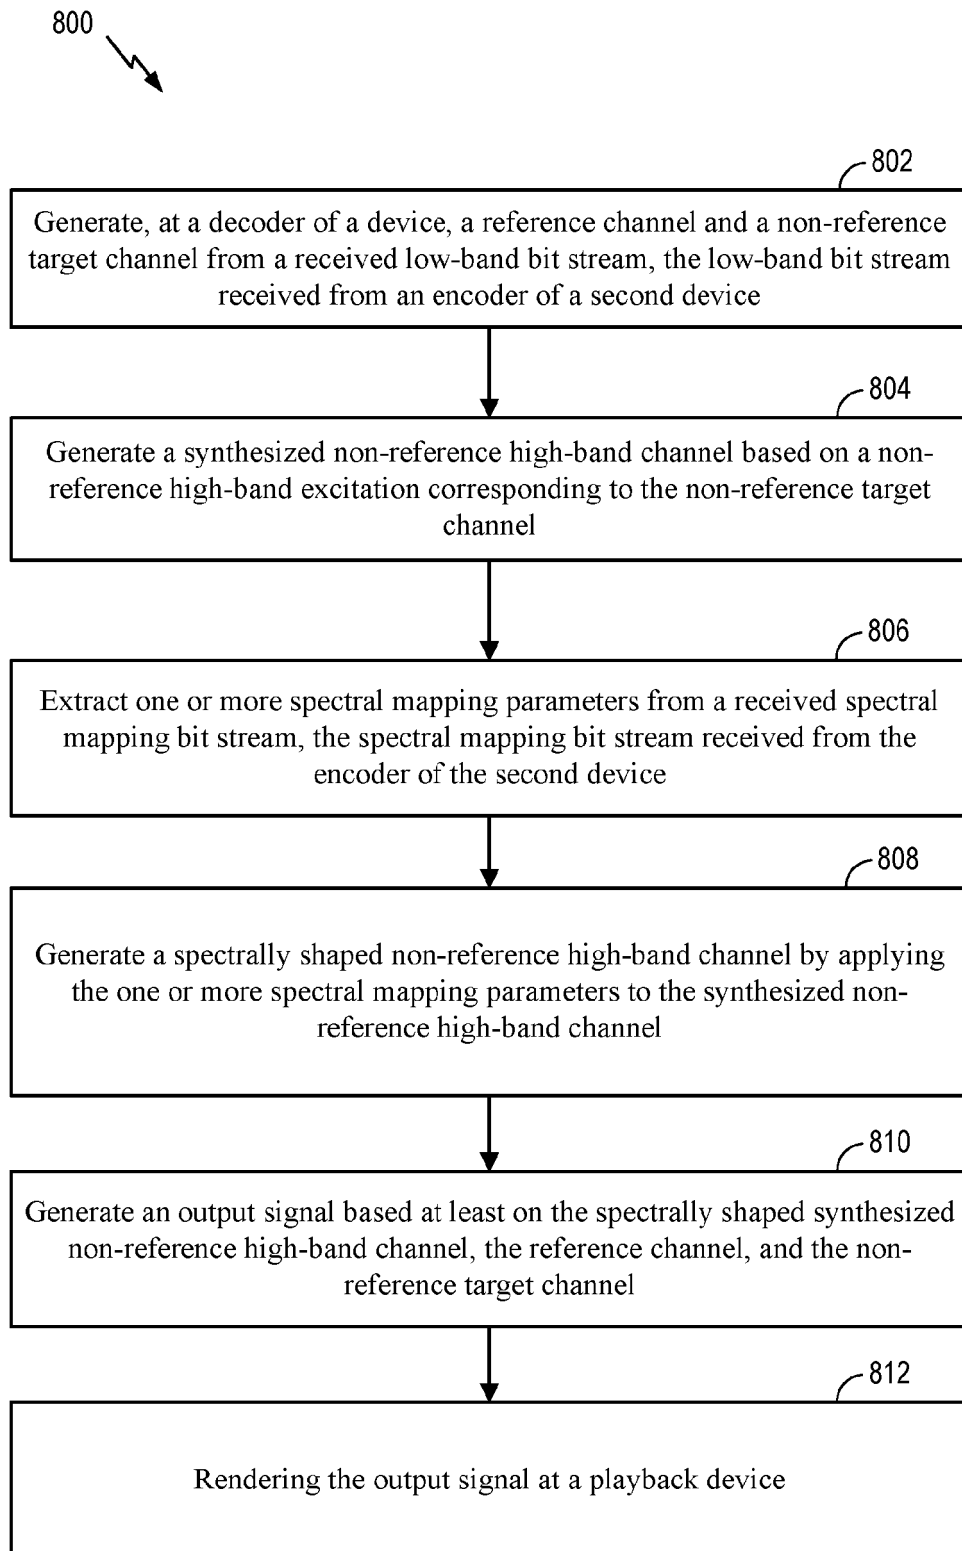 800
802
Generate, at a decoder of a device, a reference channel and a non-reference
target channel from a received low-band bit stream, the low-band bit stream
received from an encoder of a second device
804
Generate a synthesized non-reference high-band channel based on a non-
reference high-band excitation corresponding to the non-reference target
channel
806
Extract one or more spectral mapping parameters from a received spectral
mapping bit stream, the spectral mapping bit stream received from the
encoder of the second device
808
Generate a spectrally shaped non-reference high-band channel by applying
the one or more spectral mapping parameters to the synthesized non-
reference high-band channel
810
Generate an output signal based at least on the spectrally shaped synthesized
non-reference high-band channel, the reference channel, and the non-
reference target channel
812
Rendering the output signal at a playback device